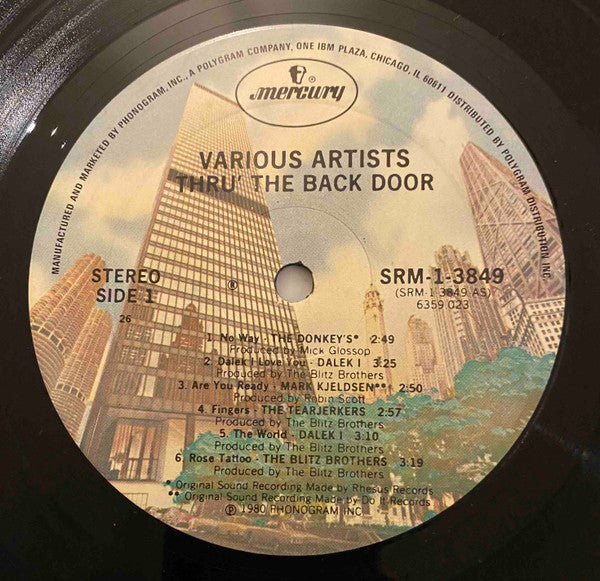 MANUFACTURED AND MARKETED BY PHONOGRAM, INC., A POLYGRAM COMPANY, ONE IBM PLAZA, CHICAGO, IL 60611 DISTRIBUTED BY POLYGRAM DISTRIBUTION INC
®
mercury
VARIOUS ARTISTS
THRU' THE BACK DOOR
STEREO
SIDE 1
®
26
SRM-1-3849
(SRM-1-3849 AS)
6359 023
1. No Way - THE DONKEY'S* 2:49
Produced by Mick Glossop
2. Dalek I Love You - DALEK I 3:25
Produced by The Blitz Brothers
3. Are You Ready - MARK KJELDSEN**† 2:50
Produced by Robin Scott
4. Fingers - THE TEARJERKERS 2:57
Produced by The Blitz Brothers
5. The World - DALEK I 3:10
Produced by The Blitz Brothers
6. Rose Tattoo - THE BLITZ BROTHERS 3:19
Produced by The Blitz Brothers
* Original Sound Recording Made by Rhesus Records
** Original Sound Recording Made by Do It Records
℗ 1980 PHONOGRAM INC